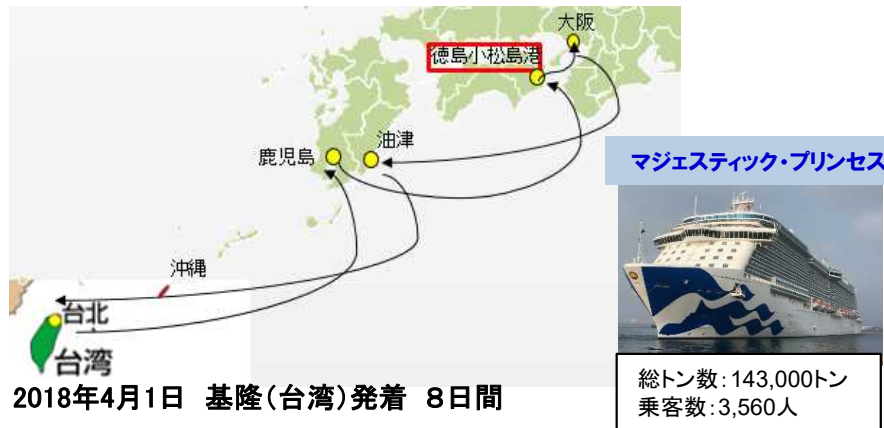 大阪
徳島小松島港
油津
鹿児島
沖縄
台北
台湾
2018年4月1日　基隆（台湾）発着　８日間
マジェスティック・プリンセス
総トン数：143,000トン
乗客数：3,560人